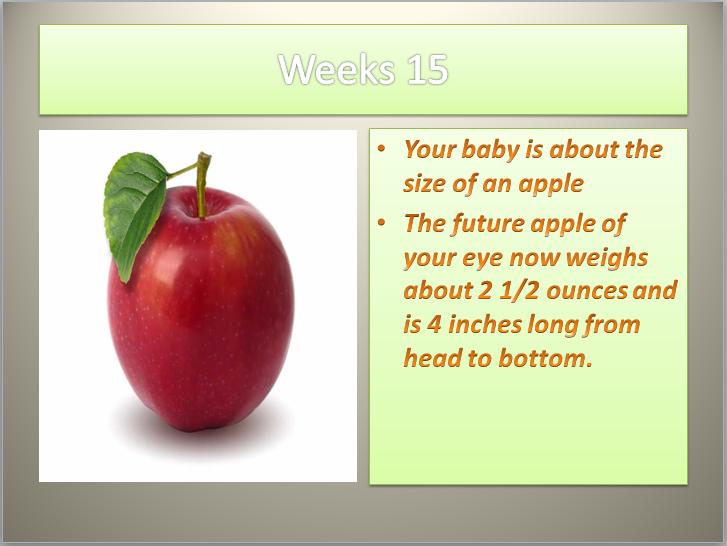 Weeks 15
• Your baby is about the
size of an apple
• The future apple of
your eye now weighs
about 2 1/2 ounces and
is 4 inches long from
head to bottom.